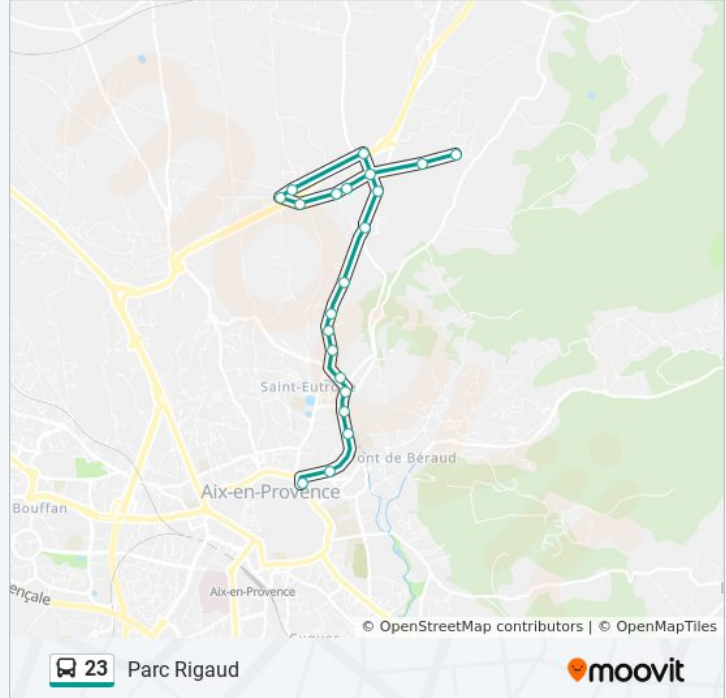 Saint-Eutrope
Pont de Béraud
Aix-en-Provence
Bouffan
Aix-en-Provence
ençale
Cuques
© OpenStreetMap contributors | © OpenMapTiles
23 Parc Rigaud
moovit